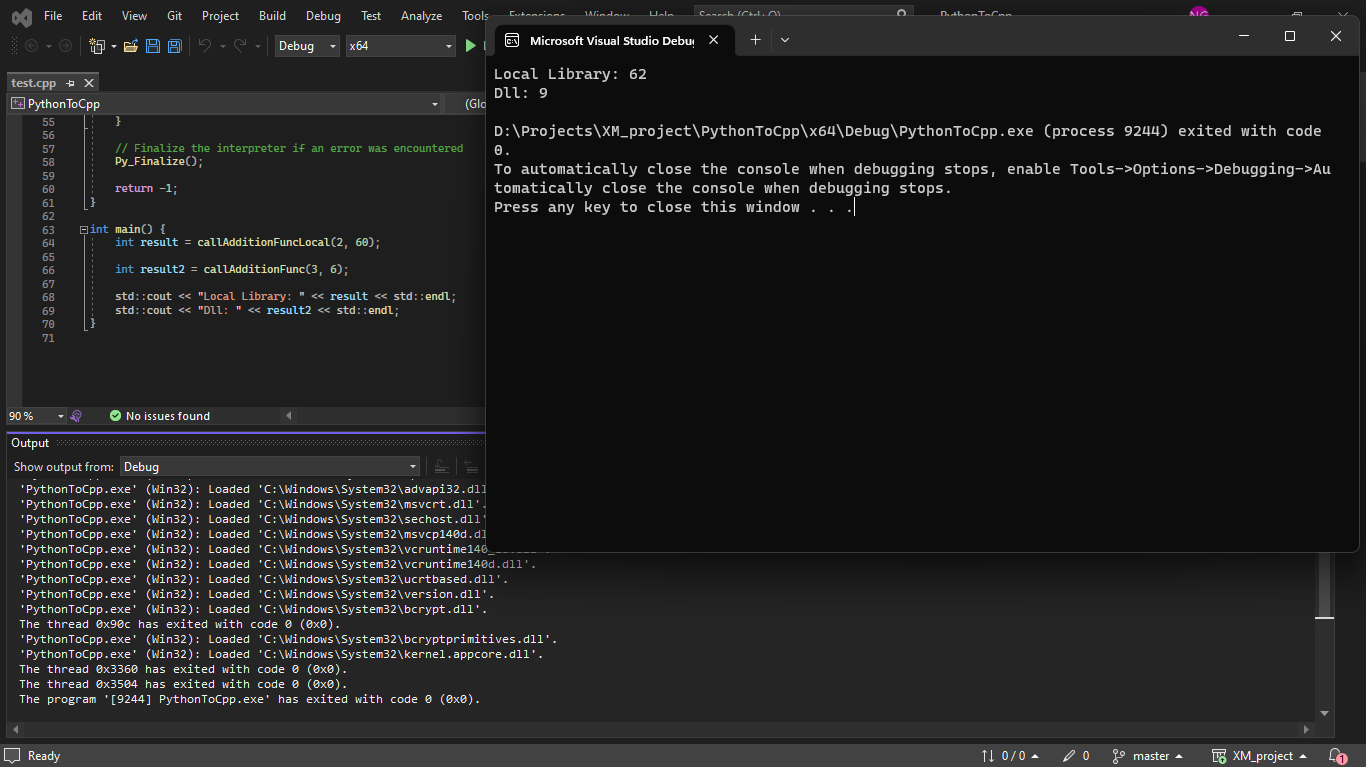 File Edit View Git Project Build Debug Test Analyze Tools Extensions Window Help Search (Ctrl+Q) PythonToCpp NG
Debug x64
test.cpp
PythonToCpp (Glo
55 }
56
57 // Finalize the interpreter if an error was encountered
58 Py_Finalize();
59
60 return -1;
61 }
62
63 int main() {
64 int result = callAdditionFuncLocal(2, 60);
65
66 int result2 = callAdditionFunc(3, 6);
67
68 std::cout << "Local Library: " << result << std::endl;
69 std::cout << "Dll: " << result2 << std::endl;
70 }
71
90 % No issues found
Microsoft Visual Studio Debug
Local Library: 62
Dll: 9
D:\Projects\XM_project\PythonToCpp\x64\Debug\PythonToCpp.exe (process 9244) exited with code
0.
To automatically close the console when debugging stops, enable Tools->Options->Debugging->Au
tomatically close the console when debugging stops.
Press any key to close this window . . .
Output
Show output from: Debug
'PythonToCpp.exe' (Win32): Loaded 'C:\Windows\System32\advapi32.dll
'PythonToCpp.exe' (Win32): Loaded 'C:\Windows\System32\msvcrt.dll'.
'PythonToCpp.exe' (Win32): Loaded 'C:\Windows\System32\sechost.dll'
'PythonToCpp.exe' (Win32): Loaded 'C:\Windows\System32\msvcp140d.dl
'PythonToCpp.exe' (Win32): Loaded 'C:\Windows\System32\vcruntime140_
'PythonToCpp.exe' (Win32): Loaded 'C:\Windows\System32\vcruntime140d.dll'.
'PythonToCpp.exe' (Win32): Loaded 'C:\Windows\System32\ucrtbased.dll'.
'PythonToCpp.exe' (Win32): Loaded 'C:\Windows\System32\version.dll'.
'PythonToCpp.exe' (Win32): Loaded 'C:\Windows\System32\bcrypt.dll'.
The thread 0x90c has exited with code 0 (0x0).
'PythonToCpp.exe' (Win32): Loaded 'C:\Windows\System32\bcryptprimitives.dll'.
'PythonToCpp.exe' (Win32): Loaded 'C:\Windows\System32\kernel.appcore.dll'.
The thread 0x3360 has exited with code 0 (0x0).
The thread 0x3504 has exited with code 0 (0x0).
The program '[9244] PythonToCpp.exe' has exited with code 0 (0x0).
Ready 0 / 0 0 master XM_project 1